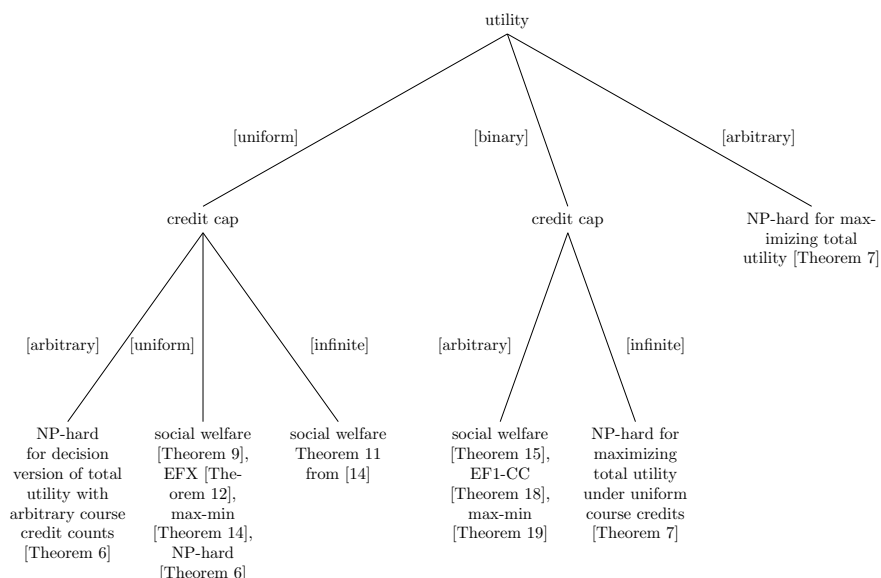 utility
[uniform]
[binary]
[arbitrary]
credit cap
credit cap
NP-hard for max-
imizing total
utility [Theorem 7]
[arbitrary]
[uniform]
[infinite]
[arbitrary]
[infinite]
NP-hard
for decision
version of total
utility with
arbitrary course
credit counts
[Theorem 6]
social welfare
[Theorem 9],
EFX [The-
orem 12],
max-min
[Theorem 14],
NP-hard
[Theorem 6]
social welfare
Theorem 11
from [14]
social welfare
[Theorem 15],
EF1-CC
[Theorem 18],
max-min
[Theorem 19]
NP-hard for
maximizing
total utility
under uniform
course credits
[Theorem 7]